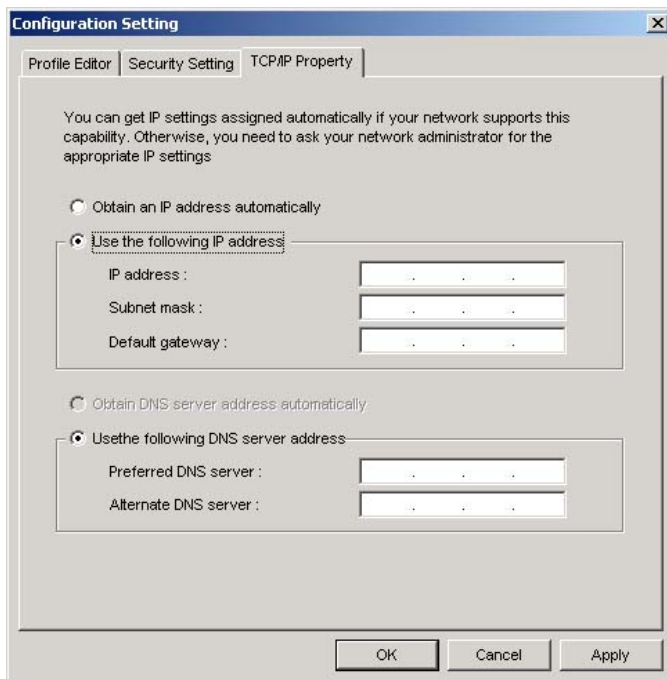 Configuration Setting
Profile Editor
Security Setting
TCP/IP Property
You can get IP settings assigned automatically if your network supports this
capability. Otherwise, you need to ask your network administrator for the
appropriate IP settings
Obtain an IP address automatically
Use the following IP address
IP address :
Subnet mask :
Default gateway :
Obtain DNS server address automatically
Usethe following DNS server address
Preferred DNS server :
Alternate DNS server :
OK
Cancel
Apply